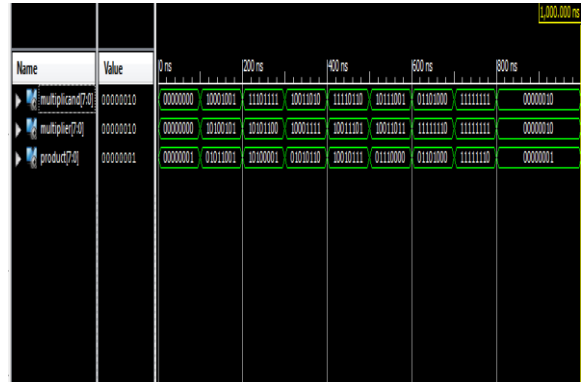 1,000.000 ns
Name Value 0 ns 200 ns 400 ns 600 ns 800 ns
multiplicand[7:0] 00000010 00000000 10001001 11101111 10011010 11110110 10111001 01101000 11111111 00000010
multiplier[7:0] 00000010 00000000 10100101 10101100 10001111 10011101 10011011 11111110 11111111 00000010
product[7:0] 00000001 00000001 01011001 10100001 01010110 10010111 01110000 01101000 11111110 00000001